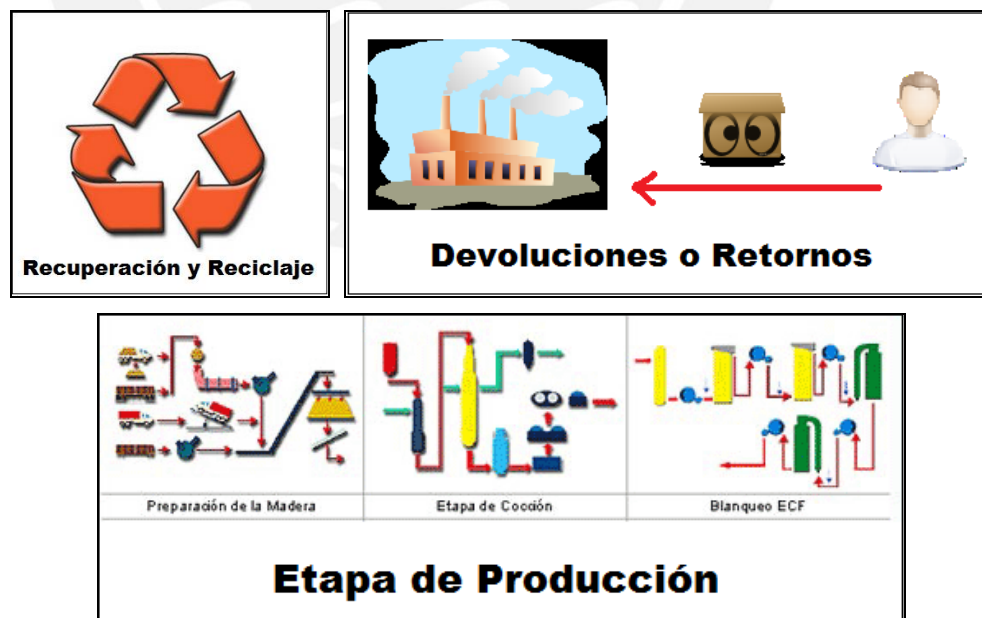 Recuperación y Reciclaje
Devoluciones o Retornos
Preparación de la Madera
Etapa de Cocción
Blanqueo ECF
Etapa de Producción